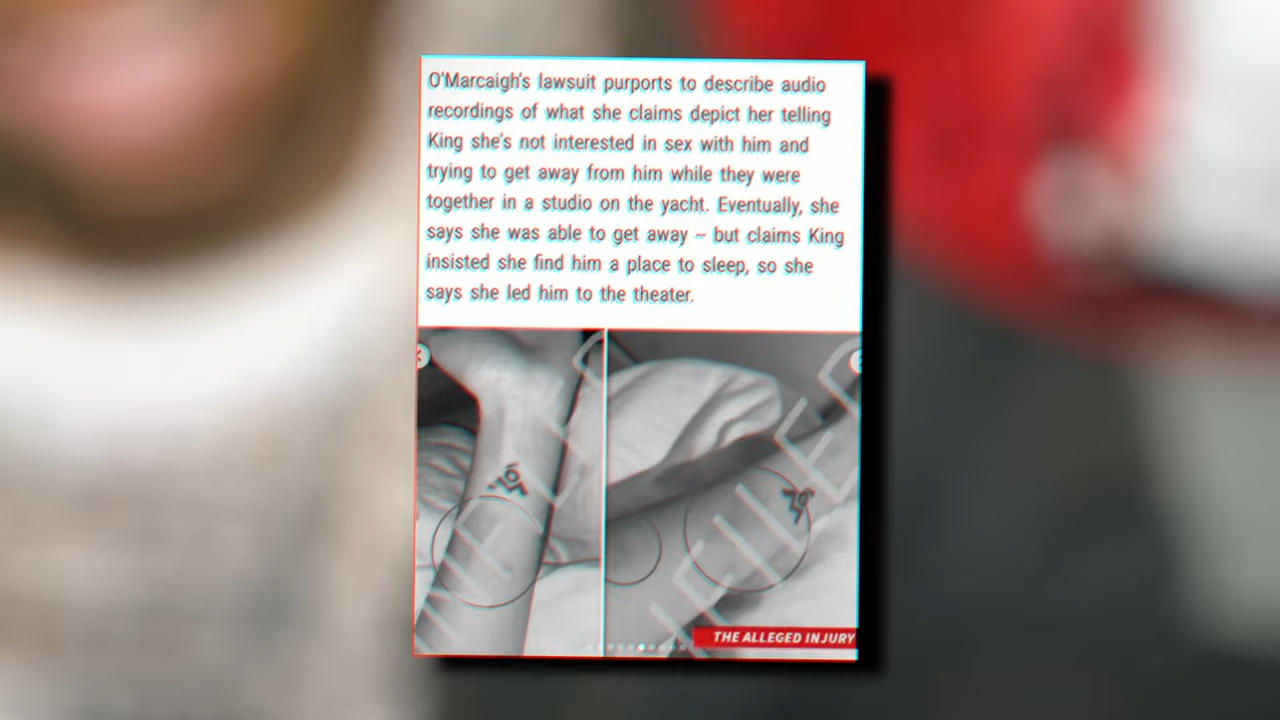 O'Marcaigh's lawsuit purports to describe audio
recordings of what she claims depict her telling
King she's not interested in sex with him and
trying to get away from him while they were
together in a studio on the yacht. Eventually, she
says she was able to get away – but claims King
insisted she find him a place to sleep, so she
says she led him to the theater.
THE ALLEGED INJURY